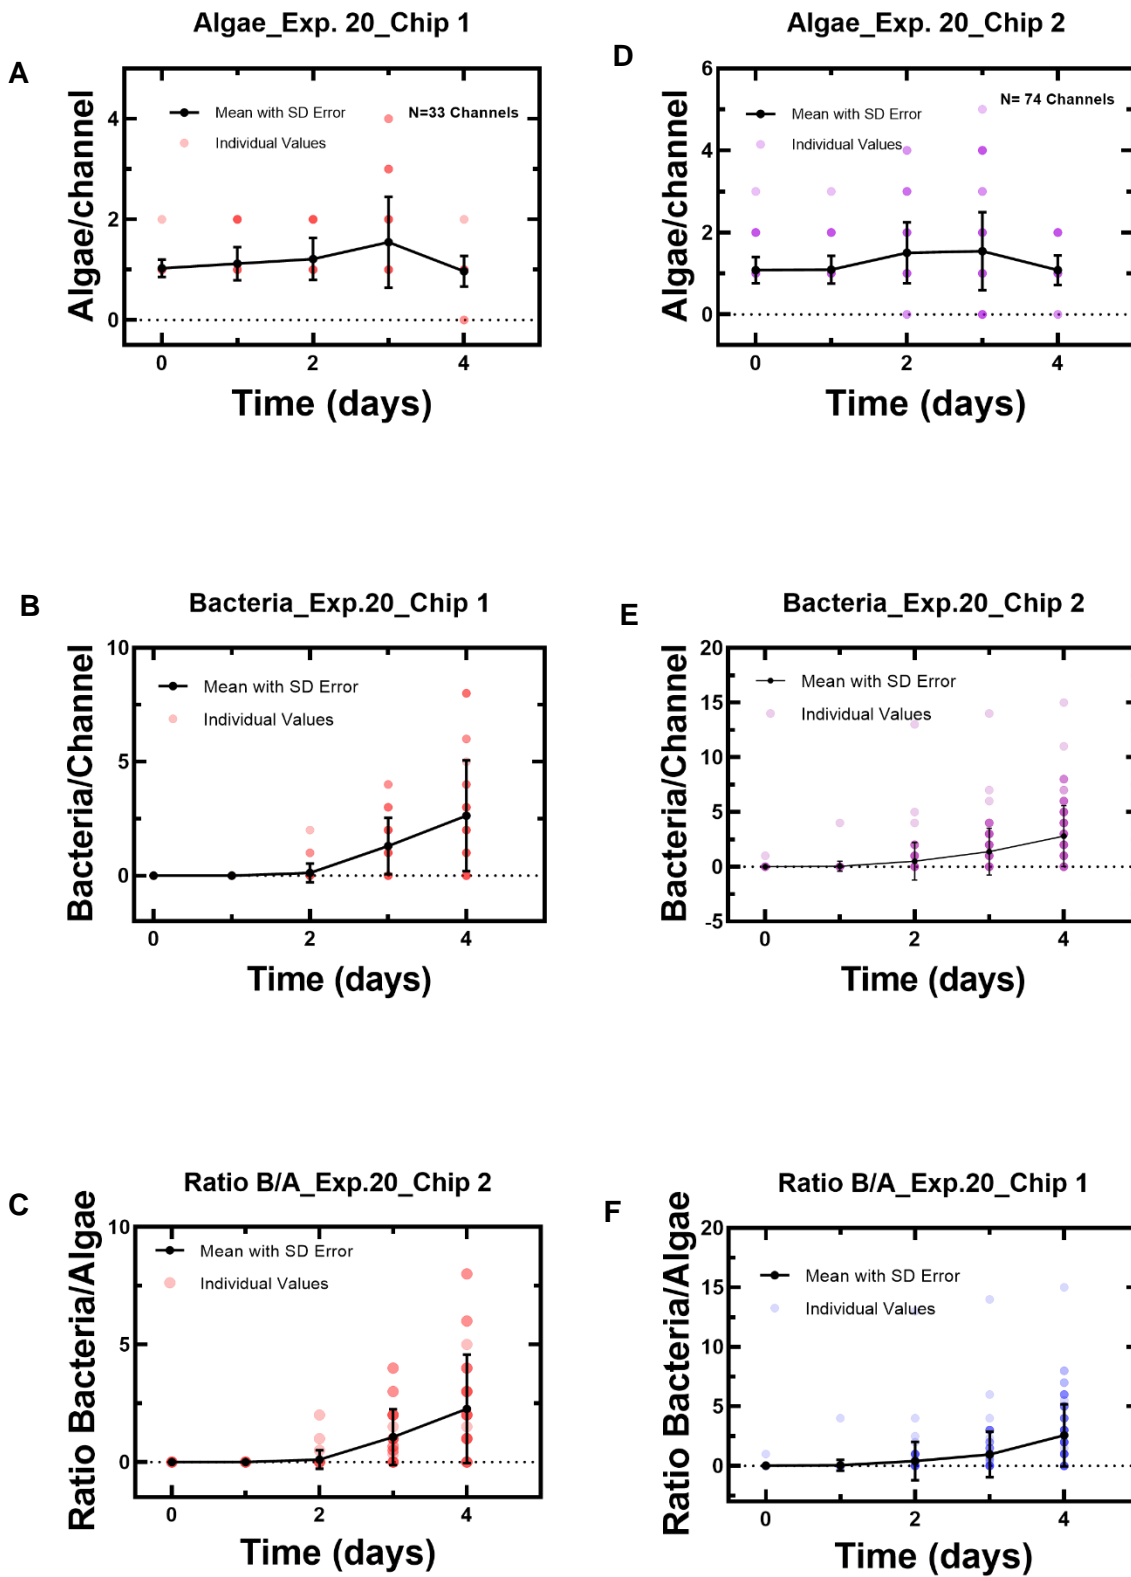 Algae_Exp. 20_Chip 1
A
Algae/channel
4
2
0
Mean with SD Error
Individual Values
N=33 Channels
0
2
4
Time (days)
Algae_Exp. 20_Chip 2
D
Algae/channel
6
4
2
0
Mean with SD Error
Individual Values
N= 74 Channels
0
2
4
Time (days)
Bacteria_Exp.20_Chip 1
B
Bacteria/Channel
10
5
0
Mean with SD Error
Individual Values
0
2
4
Time (days)
Bacteria_Exp.20_Chip 2
E
Bacteria/Channel
20
15
10
5
0
-5
Mean with SD Error
Individual Values
0
2
4
Time (days)
Ratio B/A_Exp.20_Chip 2
C
Ratio Bacteria/Algae
10
5
0
Mean with SD Error
Individual Values
0
2
4
Time (days)
Ratio B/A_Exp.20_Chip 1
F
Ratio Bacteria/Algae
20
15
10
5
0
Mean with SD Error
Individual Values
0
2
4
Time (days)